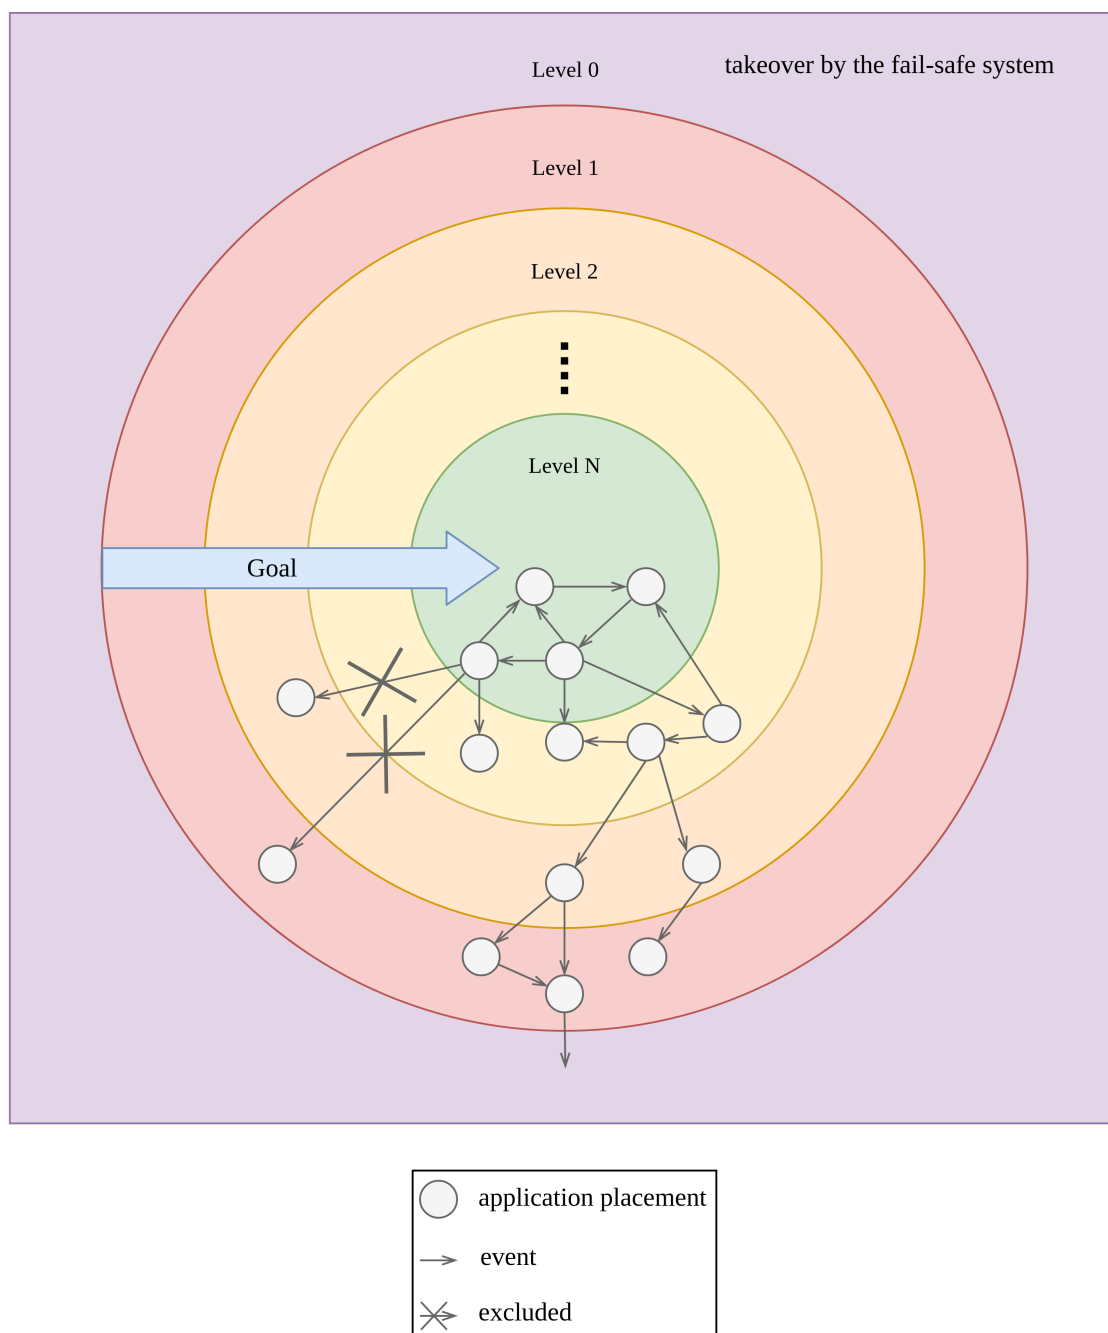 Level 0
takeover by the fail-safe system
Level 1
Level 2
Level N
Goal
application placement
event
excluded